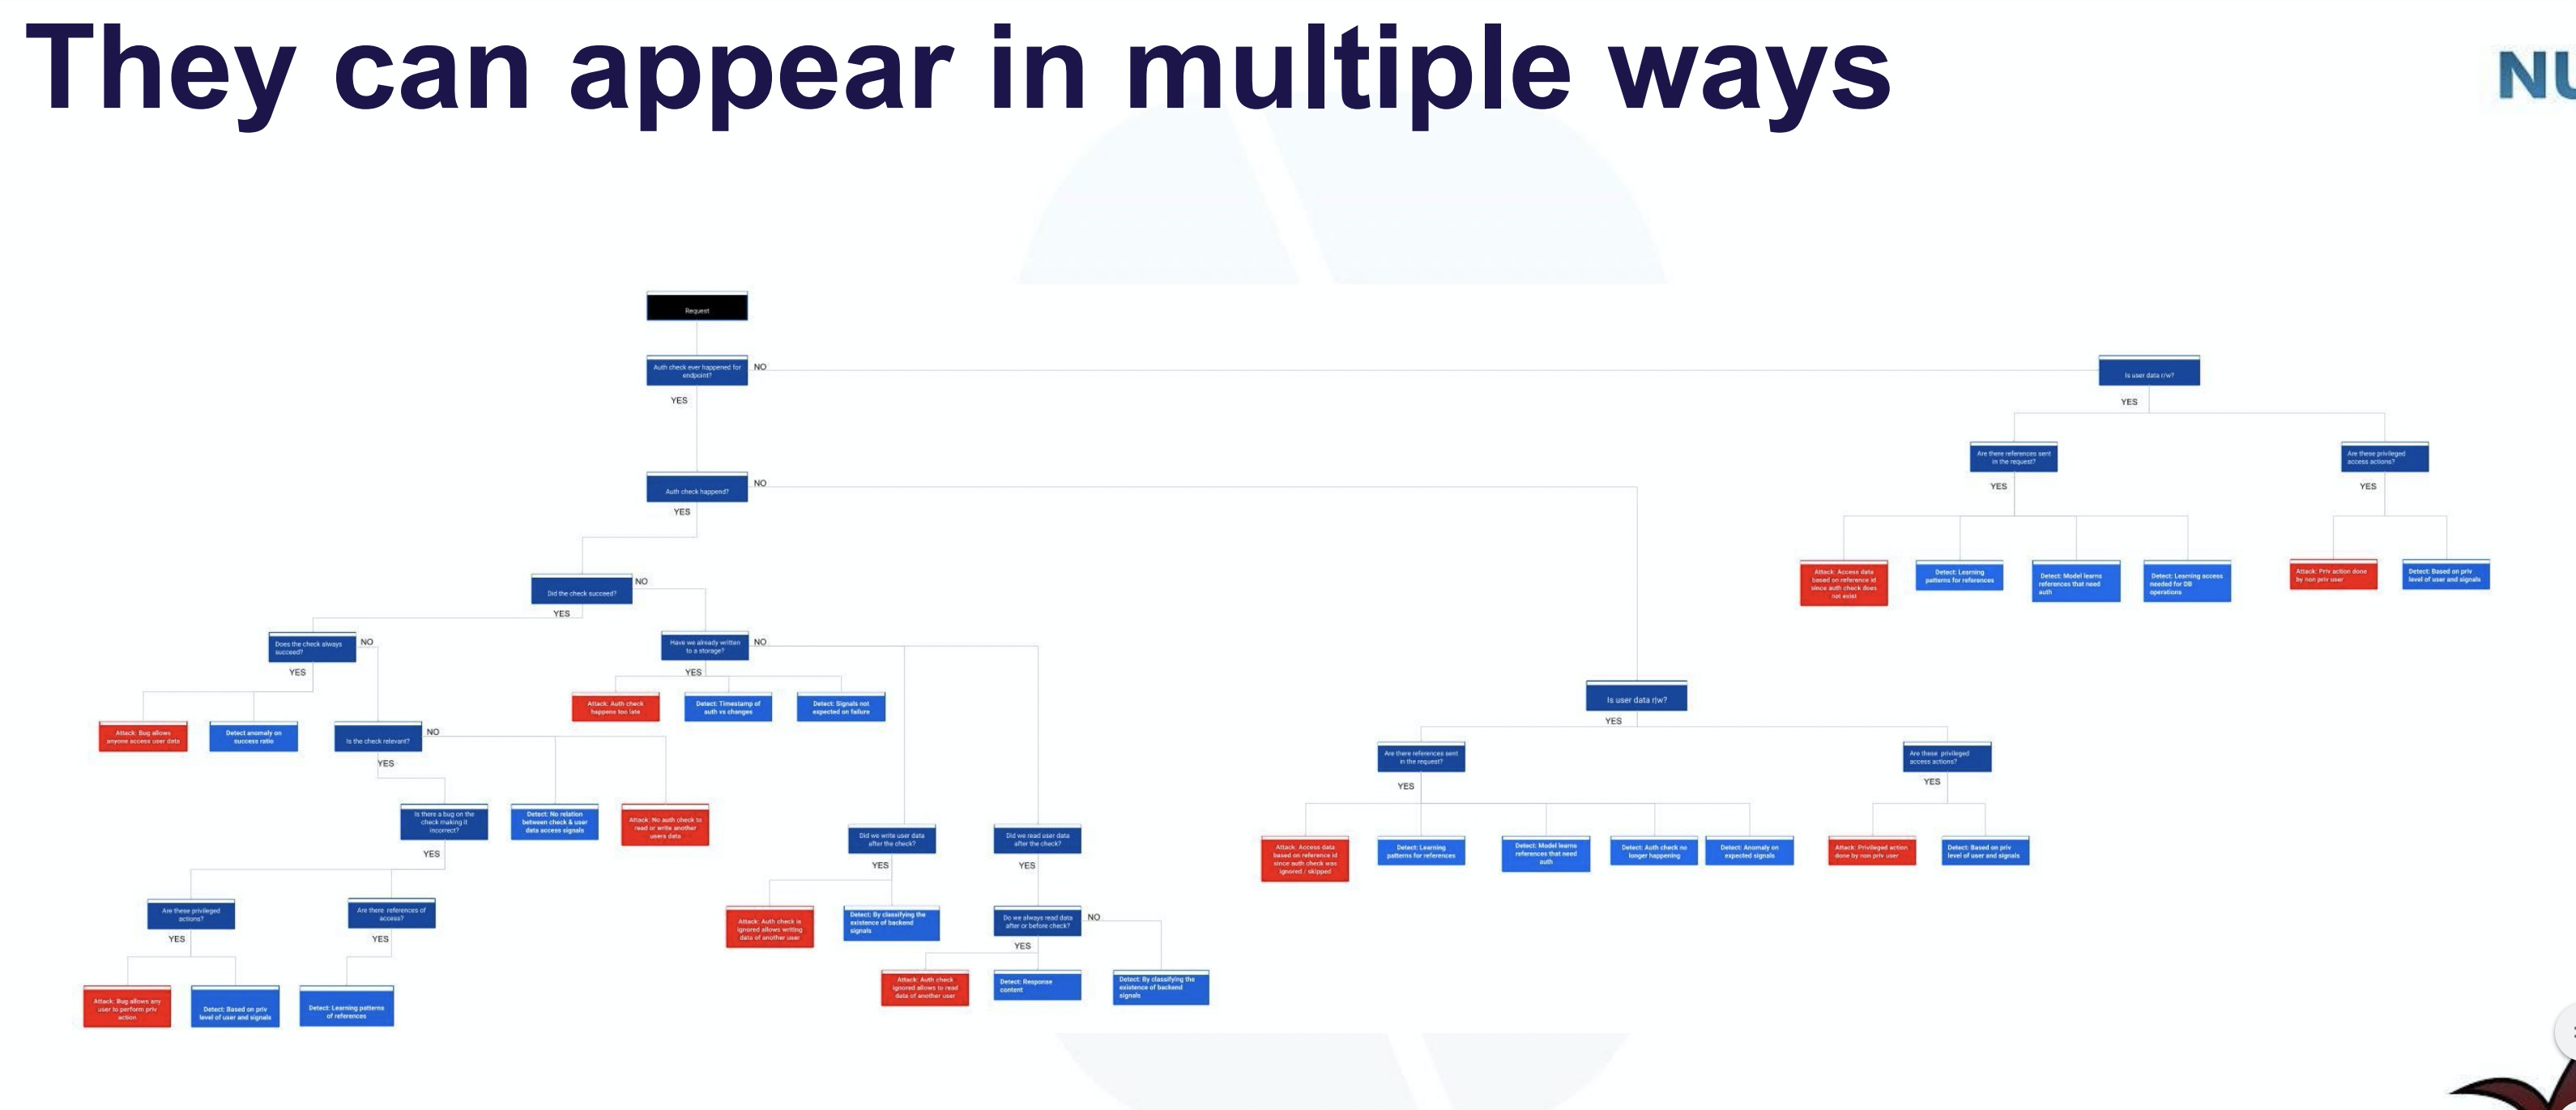 They can appear in multiple ways
NU
Request
Auth check ever happened for
endpoint?
NO
YES
Is user data r/w?
YES
Are there references sent
in the request?
YES
Are these privileged
access actions?
YES
Attack: Access data
based on reference id
since auth check does
not exist
Detect: Learning
patterns for references
Detect: Model learns
references that need
auth
Detect: Learning access
needed for DB
operations
Attack: Priv action done
by non priv user
Detect: Based on priv
level of user and signals
Auth check happend?
NO
YES
Did the check succeed?
NO
YES
Does the check always
succeed?
NO
YES
Have we already written
to a storage?
NO
YES
Attack: Auth check
happens too late
Detect: Timestamp of
auth vs changes
Detect: Signals not
expected on failure
Attack: Bug allows
anyone access user data
Detect anomaly on
success ratio
Is the check relevant?
NO
YES
Is there a bug on the
check making it
incorrect?
YES
Detect: No relation
between check & user
data access signals
Attack: No auth check to
read or write another
users data
Are these privileged
actions?
YES
Are there references of
access?
YES
Attack: Bug allows any
user to perform priv
action
Detect: Based on priv
level of user and signals
Detect: Learning patterns
of references
Did we write user data
after the check?
YES
Did we read user data
after the check?
YES
Attack: Auth check is
ignored allows writing
data of another user
Detect: By classifying the
existence of backend
signals
Do we always read data
after or before check?
NO
YES
Attack: Auth check
ignored allows to read
data of another user
Detect: Response
content
Detect: By classifying the
existence of backend
signals
Is user data r/w?
YES
Are there references sent
in the request?
YES
Are these privileged
access actions?
YES
Attack: Access data
based on reference id
since auth check was
ignored / skipped
Detect: Learning
patterns for references
Detect: Model learns
references that need
auth
Detect: Auth check no
longer happening
Detect: Anomaly on
expected signals
Attack: Privileged action
done by non priv user
Detect: Based on priv
level of user and signals